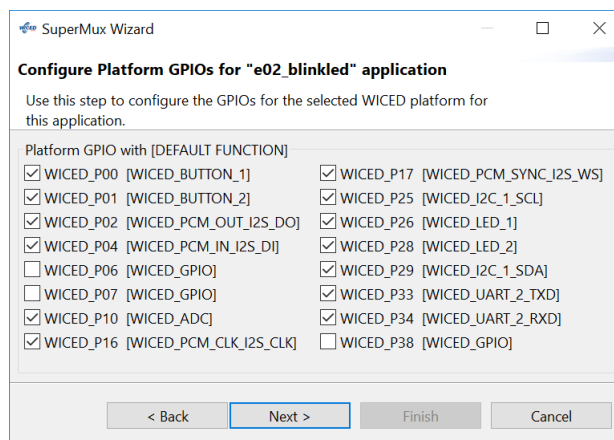 WICED SuperMux Wizard
Configure Platform GPIOs for "e02_blinkled" application
Use this step to configure the GPIOs for the selected WICED platform for
this application.
Platform GPIO with [DEFAULT FUNCTION]
WICED_P00 [WICED_BUTTON_1]
WICED_P01 [WICED_BUTTON_2]
WICED_P02 [WICED_PCM_OUT_I2S_DO]
WICED_P04 [WICED_PCM_IN_I2S_DI]
WICED_P06 [WICED_GPIO]
WICED_P07 [WICED_GPIO]
WICED_P10 [WICED_ADC]
WICED_P16 [WICED_PCM_CLK_I2S_CLK]
WICED_P17 [WICED_PCM_SYNC_I2S_WS]
WICED_P25 [WICED_I2C_1_SCL]
WICED_P26 [WICED_LED_1]
WICED_P28 [WICED_LED_2]
WICED_P29 [WICED_I2C_1_SDA]
WICED_P33 [WICED_UART_2_TXD]
WICED_P34 [WICED_UART_2_RXD]
WICED_P38 [WICED_GPIO]
< Back Next > Finish Cancel